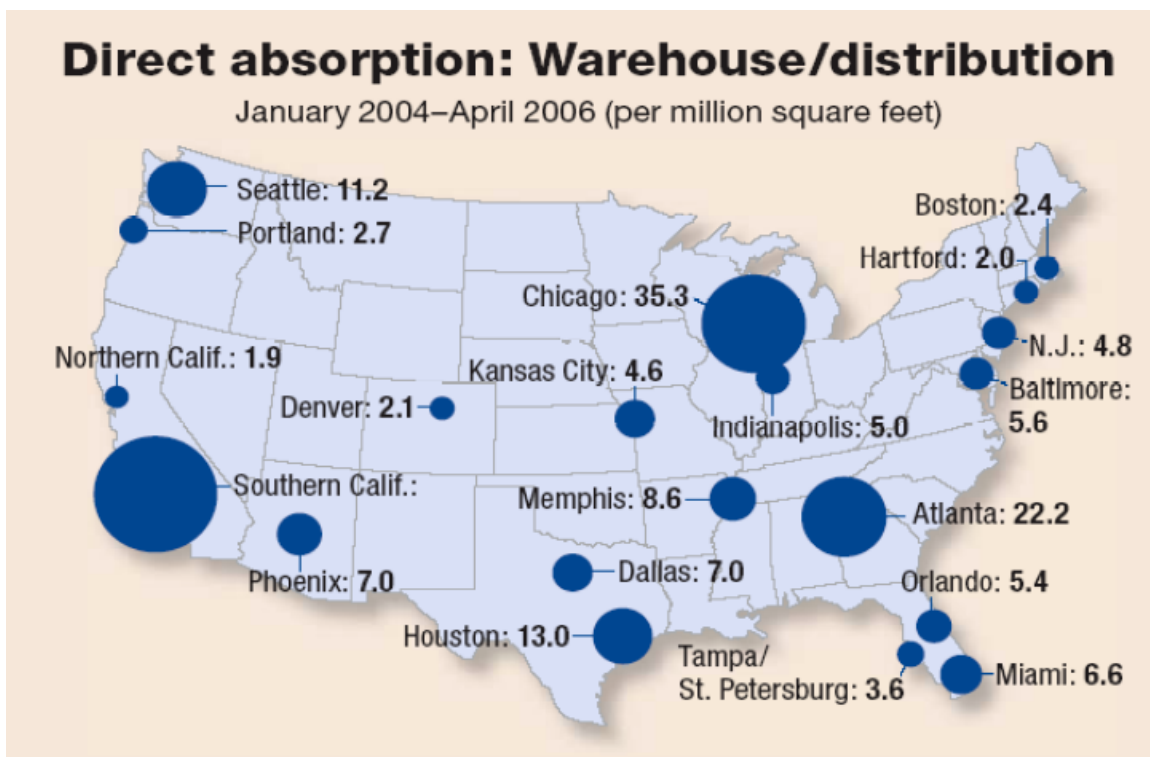 Direct absorption: Warehouse/distribution
January 2004–April 2006 (per million square feet)
Seattle: 11.2
Portland: 2.7
Boston: 2.4
Hartford: 2.0
Chicago: 35.3
N.J.: 4.8
Northern Calif.: 1.9
Kansas City: 4.6
Baltimore:
5.6
Denver: 2.1
Indianapolis: 5.0
Southern Calif.:
Memphis: 8.6
Atlanta: 22.2
Phoenix: 7.0
Dallas: 7.0
Orlando: 5.4
Houston: 13.0
Tampa/
St. Petersburg: 3.6
Miami: 6.6